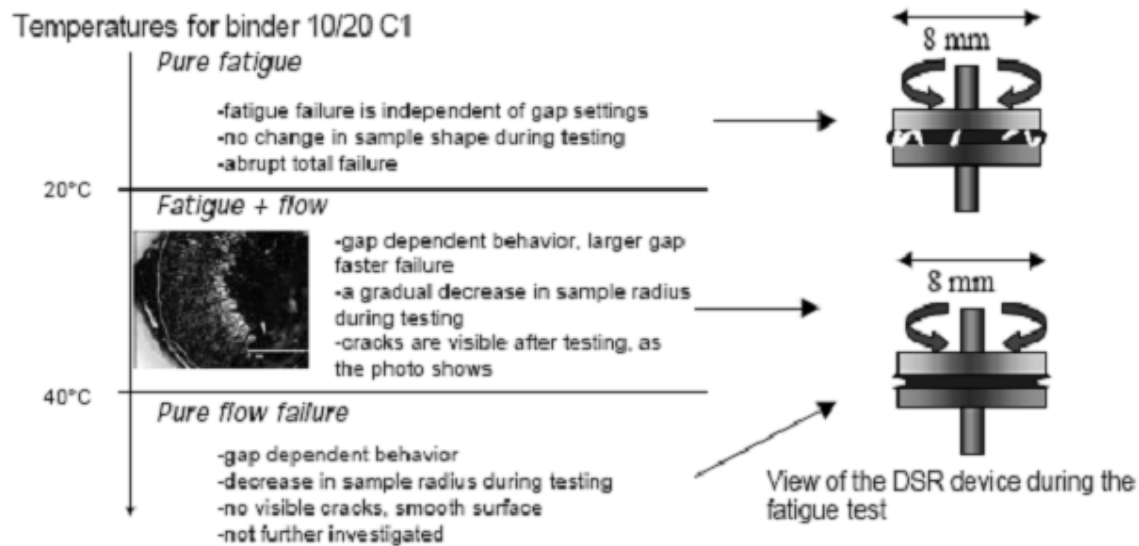 Temperatures for binder 10/20 C1
Pure fatigue
-fatigue failure is independent of gap settings
-no change in sample shape during testing
-abrupt total failure
20°C
Fatigue + flow
-gap dependent behavior, larger gap
faster failure
-a gradual decrease in sample radius
during testing
-cracks are visible after testing, as
the photo shows
40°C
Pure flow failure
-gap dependent behavior
-decrease in sample radius during testing
-no visible cracks, smooth surface
-not further investigated
8 mm
8 mm
View of the DSR device during the
fatigue test